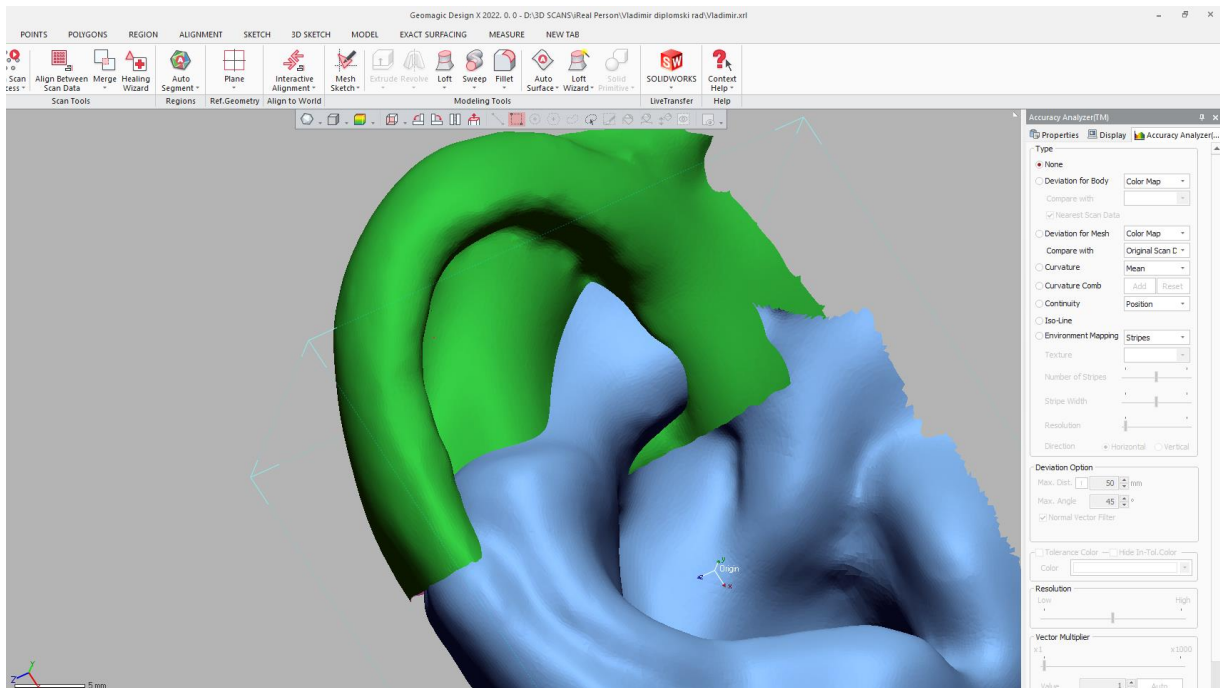 Geomagic Design X 2022. 0. 0 - D:\3D SCANS\iReal Person\Vladimir diplomski rad\Vladimir.xrl
POINTS POLYGONS REGION ALIGNMENT SKETCH 3D SKETCH MODEL EXACT SURFACING MEASURE NEW TAB
Scan Align Between Merge Healing Auto Plane Interactive Mesh Extrude Revolve Loft Sweep Fillet Auto Loft Solid SOLIDWORKS Context
cess Scan Data Wizard Segment Alignment Sketch Surface Wizard Primitive Help
Scan Tools Regions Ref.Geometry Align to World Modeling Tools LiveTransfer Help
Accuracy Analyzer(TM)
Properties Display Accuracy Analyzer(...
Type
None
Deviation for Body Color Map
Compare with
Nearest Scan Data
Deviation for Mesh Color Map
Compare with Original Scan D
Curvature Mean
Curvature Comb Add Reset
Continuity Position
Iso-Line
Environment Mapping Stripes
Texture
Number of Stripes
Stripe Width
Resolution
Direction Horizontal Vertical
Deviation Option
Max. Dist. 50 mm
Max. Angle 45 °
Normal Vector Filter
Tolerance Color Hide In-Tol.Color
Color
Resolution
Low High
Vector Multiplier
x1 x1000
Value 1 Auto
y
Origin
z x
Y
Z
5 mm